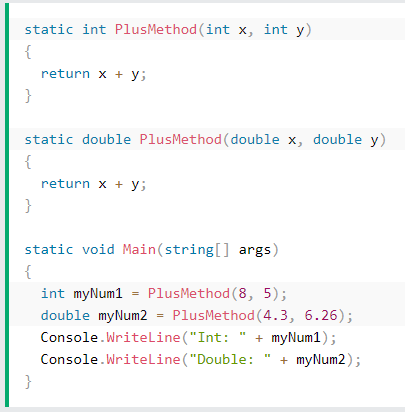 static int PlusMethod(int x, int y)
{
  return x + y;
}

static double PlusMethod(double x, double y)
{
  return x + y;
}

static void Main(string[] args)
{
  int myNum1 = PlusMethod(8, 5);
  double myNum2 = PlusMethod(4.3, 6.26);
  Console.WriteLine("Int: " + myNum1);
  Console.WriteLine("Double: " + myNum2);
}